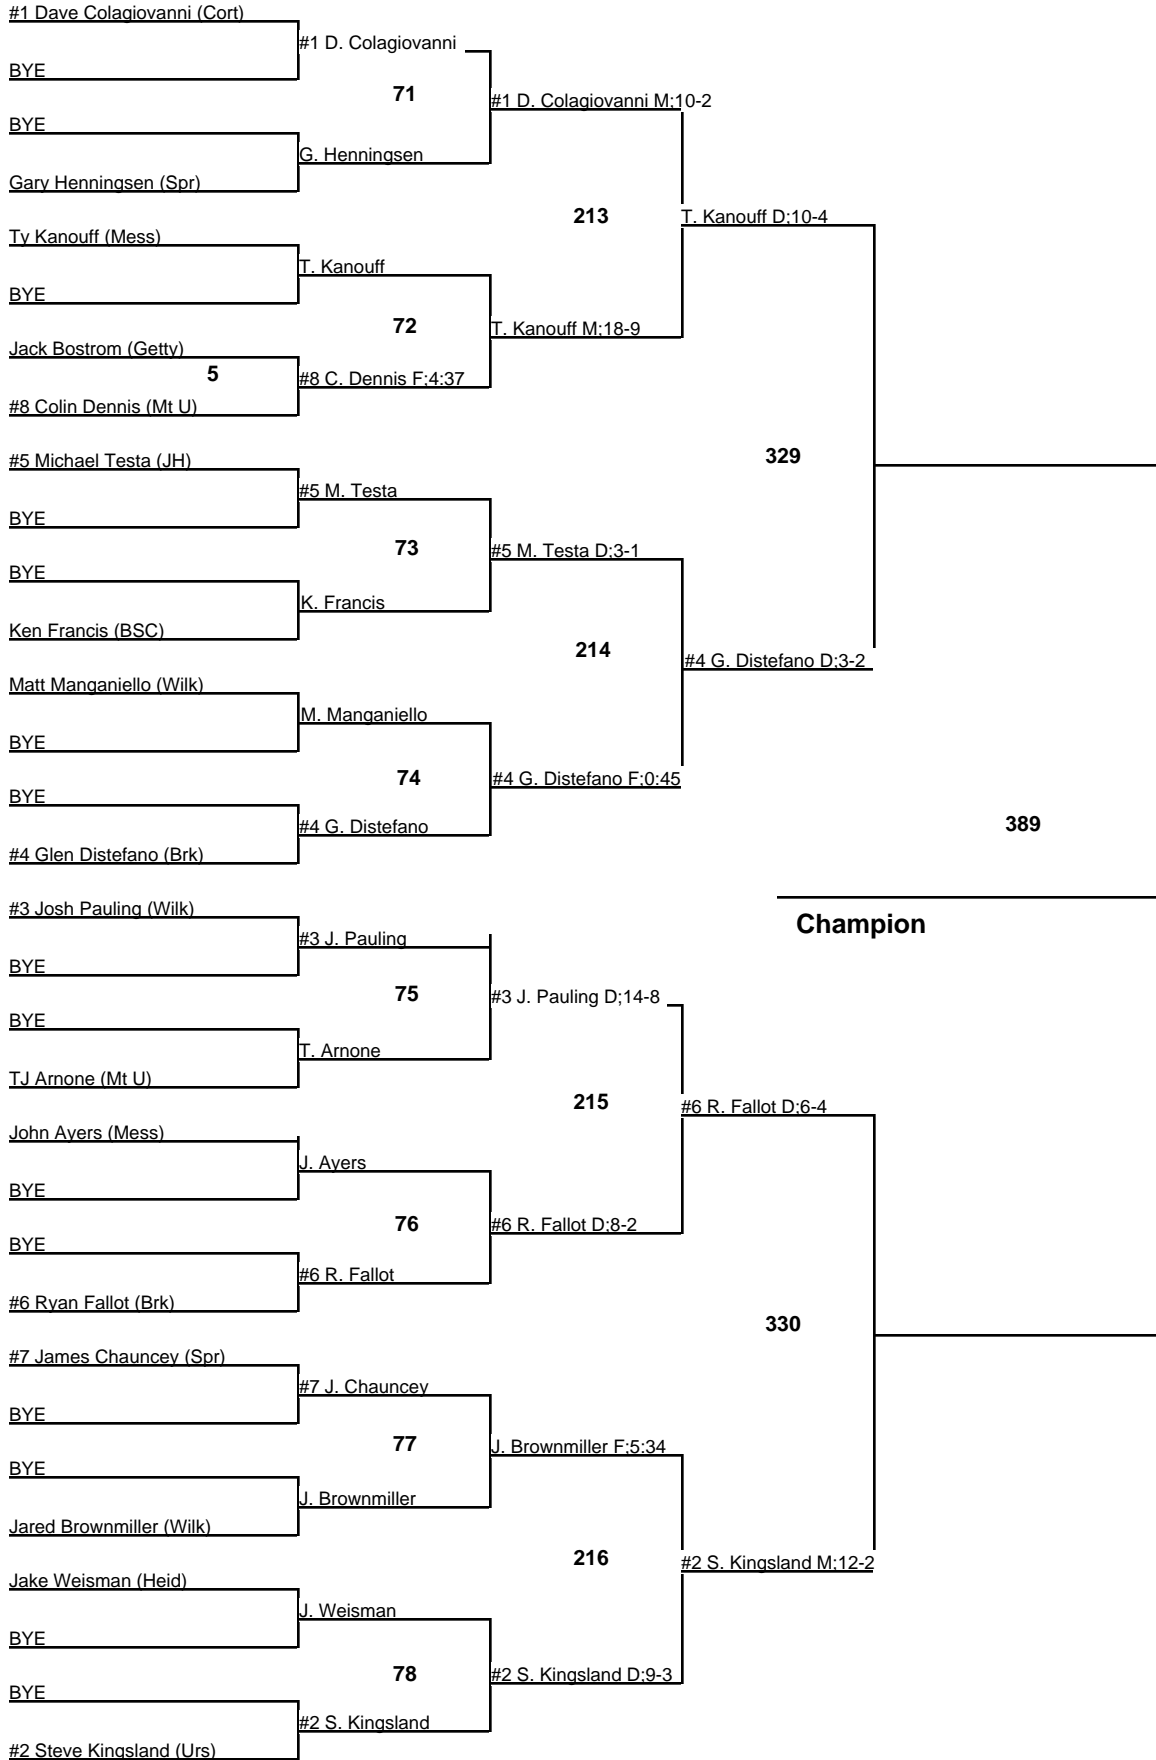 #1 Dave Colagiovanni (Cort)
#1 D. Colagiovanni
BYE
71
#1 D. Colagiovanni M;10-2
BYE
G. Henningsen
Gary Henningsen (Spr)
213
T. Kanouff D;10-4
Ty Kanouff (Mess)
T. Kanouff
BYE
72
T. Kanouff M;18-9
Jack Bostrom (Getty)
5
#8 C. Dennis F;4:37
#8 Colin Dennis (Mt U)
329
#5 Michael Testa (JH)
#5 M. Testa
BYE
73
#5 M. Testa D;3-1
BYE
K. Francis
Ken Francis (BSC)
214
#4 G. Distefano D;3-2
Matt Manganiello (Wilk)
M. Manganiello
BYE
74
#4 G. Distefano F;0:45
BYE
#4 G. Distefano
389
#4 Glen Distefano (Brk)
#3 Josh Pauling (Wilk)
Champion
#3 J. Pauling
BYE
75
#3 J. Pauling D;14-8
BYE
T. Arnone
TJ Arnone (Mt U)
215
#6 R. Fallot D;6-4
John Ayers (Mess)
J. Ayers
BYE
76
#6 R. Fallot D;8-2
BYE
#6 R. Fallot
#6 Ryan Fallot (Brk)
330
#7 James Chauncey (Spr)
#7 J. Chauncey
BYE
77
J. Brownmiller F;5:34
BYE
J. Brownmiller
Jared Brownmiller (Wilk)
216
#2 S. Kingsland M;12-2
Jake Weisman (Heid)
J. Weisman
BYE
78
#2 S. Kingsland D;9-3
BYE
#2 S. Kingsland
#2 Steve Kingsland (Urs)